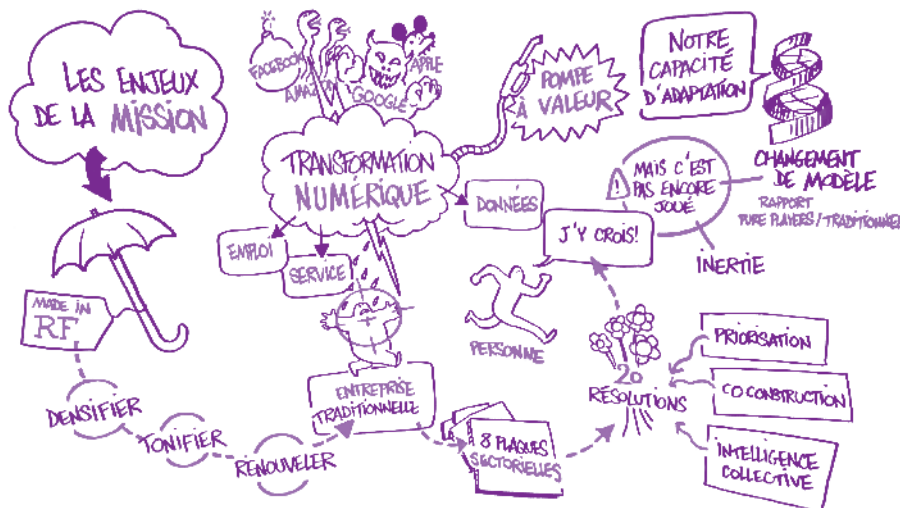 LES ENJEUX
DE LA MISSION
MADE IN
RF
DENSIFIER
TONIFIER
RENOUVELER
FACEBOOK
AMAZON
GOOGLE
APPLE
TRANSFORMATION
NUMÉRIQUE
EMPLOI
SERVICE
DONNÉES
POMPE
À VALEUR
ENTREPRISE
TRADITIONNELLE
8 PLAQUES
SECTORIELLES
PERSONNE
J'Y CROIS!
!
MAIS C'EST
PAS ENCORE
JOUÉ
NOTRE
CAPACITÉ
D'ADAPTATION
CHANGEMENT
DE MODÈLE
RAPPORT
PURE PLAYERS/TRADITIONNEL
INERTIE
20
RÉSOLUTIONS
PRIORISATION
CO CONSTRUCTION
INTELLIGENCE
COLLECTIVE